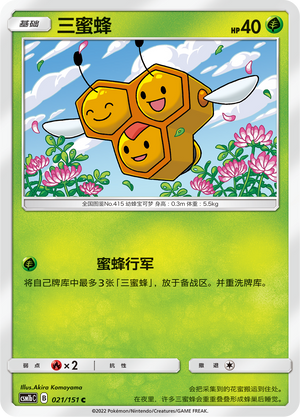 基础 三蜜蜂 HP40
全国图鉴No.415 幼蜂宝可梦 身高：0.3m 体重：5.5kg
蜜蜂行军
将自己牌库中最多3张「三蜜蜂」，放于备战区。并重洗牌库。
弱点 ×2 抗性 撤退
Illus.Akira Komayama
csm1c C B 021/151 C
会把采集到的花蜜搬运到住处。
在夜里，许多三蜜蜂会重重叠叠形成蜂巢后睡觉。
©2022 Pokémon/Nintendo/Creatures/GAME FREAK.